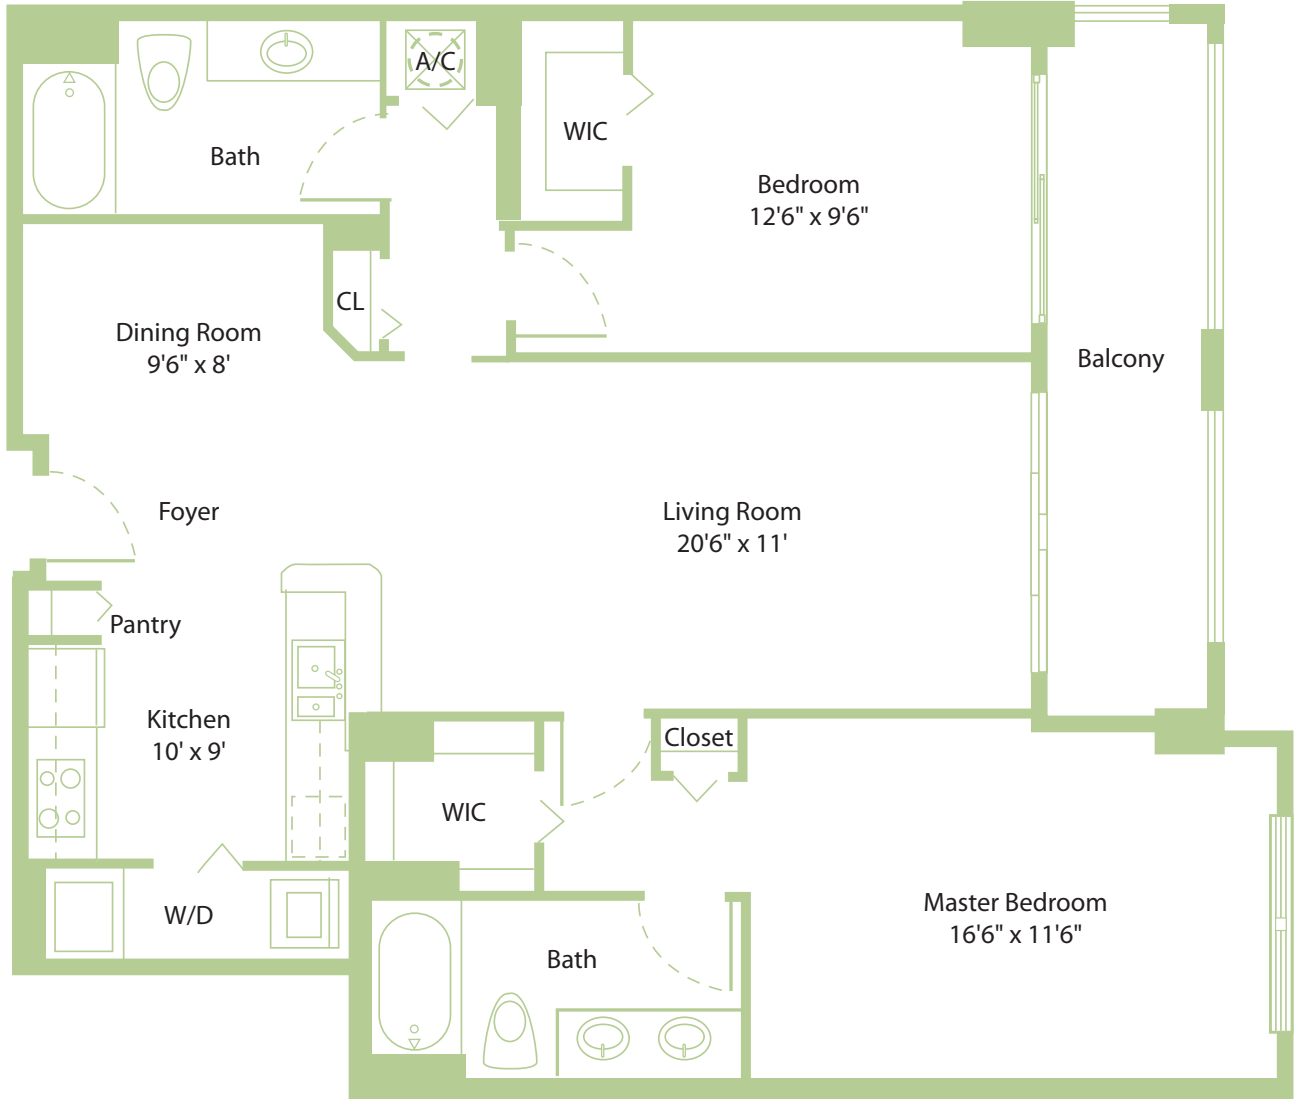 A/C
WIC
Bath
Bedroom
12'6" x 9'6"
CL
Dining Room
9'6" x 8'
Balcony
Foyer
Living Room
20'6" x 11'
Pantry
Kitchen
10' x 9'
Closet
WIC
W/D
Master Bedroom
16'6" x 11'6"
Bath